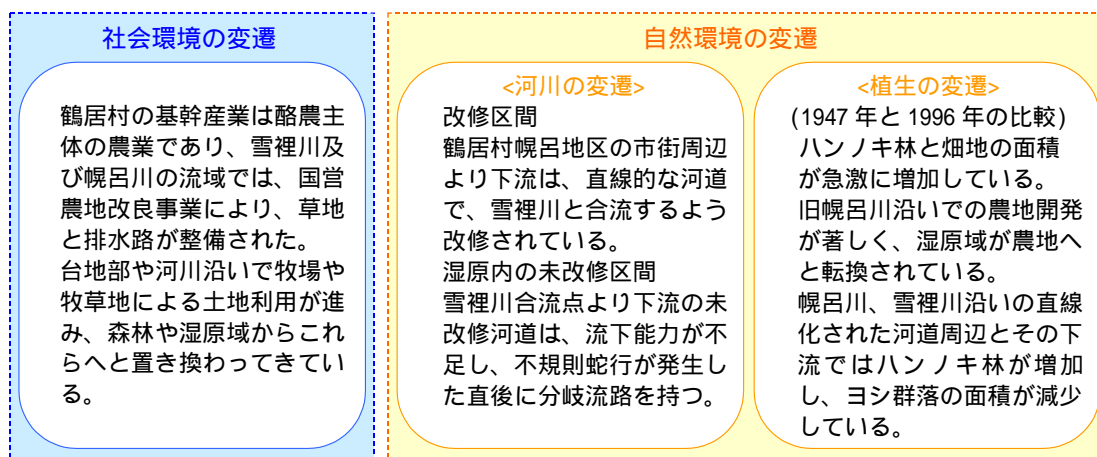 社会環境の変遷
鶴居村の基幹産業は酪農主
体の農業であり、雪裡川及
び幌呂川の流域では、国営
農地改良事業により、草地
と排水路が整備された。
台地部や河川沿いで牧場や
牧草地による土地利用が進
み、森林や湿原域からこれ
らへと置き換わってきてい
る。
自然環境の変遷
<河川の変遷>
改修区間
鶴居村幌呂地区の市街周辺
より下流は、直線的な河道
で、雪裡川と合流するよう
改修されている。
湿原内の未改修区間
雪裡川合流点より下流の未
改修河道は、流下能力が不
足し、不規則蛇行が発生し
た直後に分岐流路を持つ。
<植生の変遷>
(1947 年と 1996 年の比較)
ハンノキ林と畑地の面積
が急激に増加している。
旧幌呂川沿いでの農地開発
が著しく、湿原域が農地へ
と転換されている。
幌呂川、雪裡川沿いの直線
化された河道周辺とその下
流ではハンノキ林が増加
し、ヨシ群落の面積が減少
している。